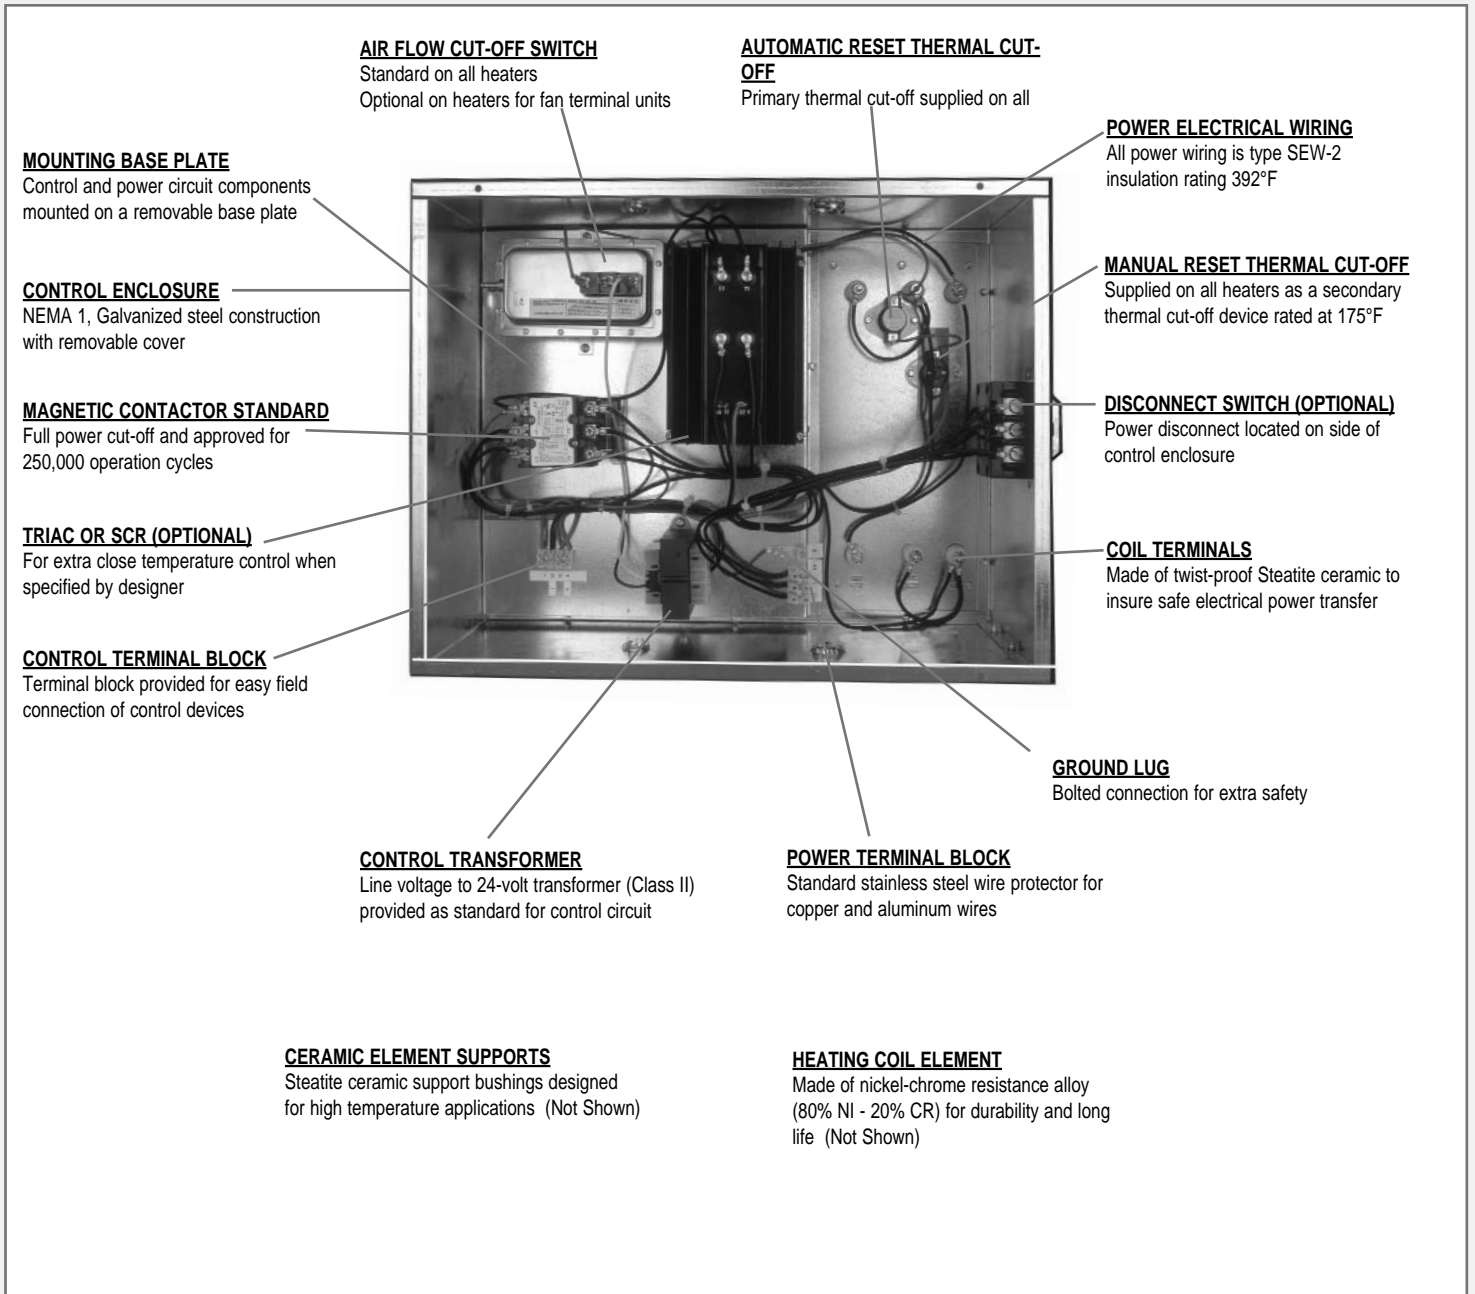 AIR FLOW CUT-OFF SWITCH
Standard on all heaters
Optional on heaters for fan terminal units
AUTOMATIC RESET THERMAL CUT-
OFF
Primary thermal cut-off supplied on all
POWER ELECTRICAL WIRING
All power wiring is type SEW-2
insulation rating 392°F
MOUNTING BASE PLATE
Control and power circuit components
mounted on a removable base plate
MANUAL RESET THERMAL CUT-OFF
Supplied on all heaters as a secondary
thermal cut-off device rated at 175°F
CONTROL ENCLOSURE
NEMA 1, Galvanized steel construction
with removable cover
MAGNETIC CONTACTOR STANDARD
Full power cut-off and approved for
250,000 operation cycles
DISCONNECT SWITCH (OPTIONAL)
Power disconnect located on side of
control enclosure
TRIAC OR SCR (OPTIONAL)
For extra close temperature control when
specified by designer
COIL TERMINALS
Made of twist-proof Steatite ceramic to
insure safe electrical power transfer
CONTROL TERMINAL BLOCK
Terminal block provided for easy field
connection of control devices
GROUND LUG
Bolted connection for extra safety
CONTROL TRANSFORMER
Line voltage to 24-volt transformer (Class II)
provided as standard for control circuit
POWER TERMINAL BLOCK
Standard stainless steel wire protector for
copper and aluminum wires
CERAMIC ELEMENT SUPPORTS
Steatite ceramic support bushings designed
for high temperature applications (Not Shown)
HEATING COIL ELEMENT
Made of nickel-chrome resistance alloy
(80% NI - 20% CR) for durability and long
life (Not Shown)